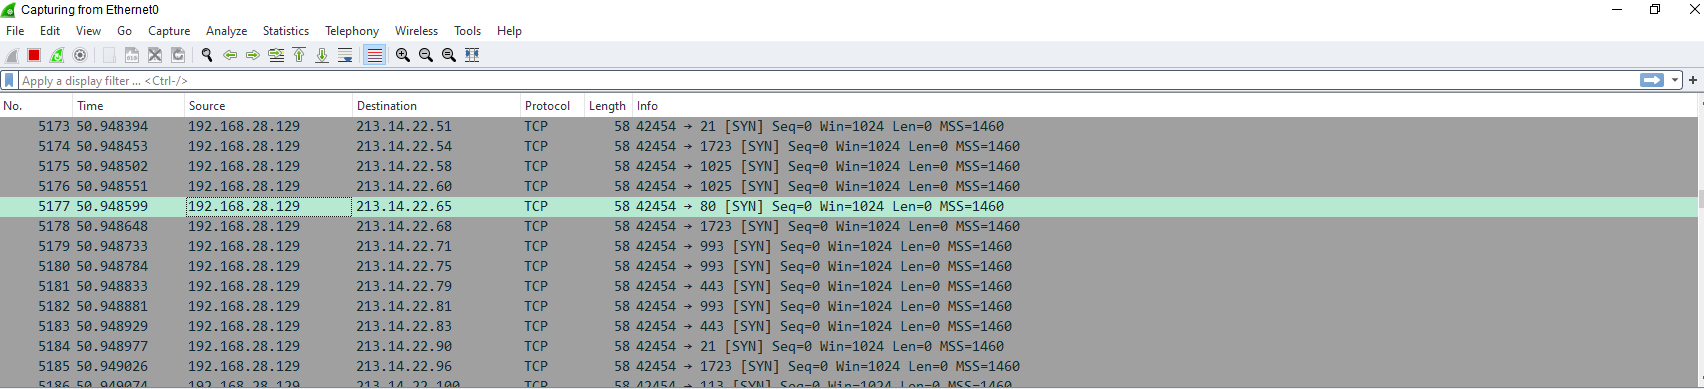 Capturing from Ethernet0
File Edit View Go Capture Analyze Statistics Telephony Wireless Tools Help
Apply a display filter ... <Ctrl-/>
No. Time Source Destination Protocol Length Info
5173 50.948394 192.168.28.129 213.14.22.51 TCP 58 42454 → 21 [SYN] Seq=0 Win=1024 Len=0 MSS=1460
5174 50.948453 192.168.28.129 213.14.22.54 TCP 58 42454 → 1723 [SYN] Seq=0 Win=1024 Len=0 MSS=1460
5175 50.948502 192.168.28.129 213.14.22.58 TCP 58 42454 → 1025 [SYN] Seq=0 Win=1024 Len=0 MSS=1460
5176 50.948551 192.168.28.129 213.14.22.60 TCP 58 42454 → 1025 [SYN] Seq=0 Win=1024 Len=0 MSS=1460
5177 50.948599 192.168.28.129 213.14.22.65 TCP 58 42454 → 80 [SYN] Seq=0 Win=1024 Len=0 MSS=1460
5178 50.948648 192.168.28.129 213.14.22.68 TCP 58 42454 → 1723 [SYN] Seq=0 Win=1024 Len=0 MSS=1460
5179 50.948733 192.168.28.129 213.14.22.71 TCP 58 42454 → 993 [SYN] Seq=0 Win=1024 Len=0 MSS=1460
5180 50.948784 192.168.28.129 213.14.22.75 TCP 58 42454 → 993 [SYN] Seq=0 Win=1024 Len=0 MSS=1460
5181 50.948833 192.168.28.129 213.14.22.79 TCP 58 42454 → 443 [SYN] Seq=0 Win=1024 Len=0 MSS=1460
5182 50.948881 192.168.28.129 213.14.22.81 TCP 58 42454 → 993 [SYN] Seq=0 Win=1024 Len=0 MSS=1460
5183 50.948929 192.168.28.129 213.14.22.83 TCP 58 42454 → 443 [SYN] Seq=0 Win=1024 Len=0 MSS=1460
5184 50.948977 192.168.28.129 213.14.22.90 TCP 58 42454 → 21 [SYN] Seq=0 Win=1024 Len=0 MSS=1460
5185 50.949026 192.168.28.129 213.14.22.96 TCP 58 42454 → 1723 [SYN] Seq=0 Win=1024 Len=0 MSS=1460
5186 50.949074 192.168.28.129 213.14.22.100 TCP 58 42454 → 113 [SYN] Seq=0 Win=1024 Len=0 MSS=1460